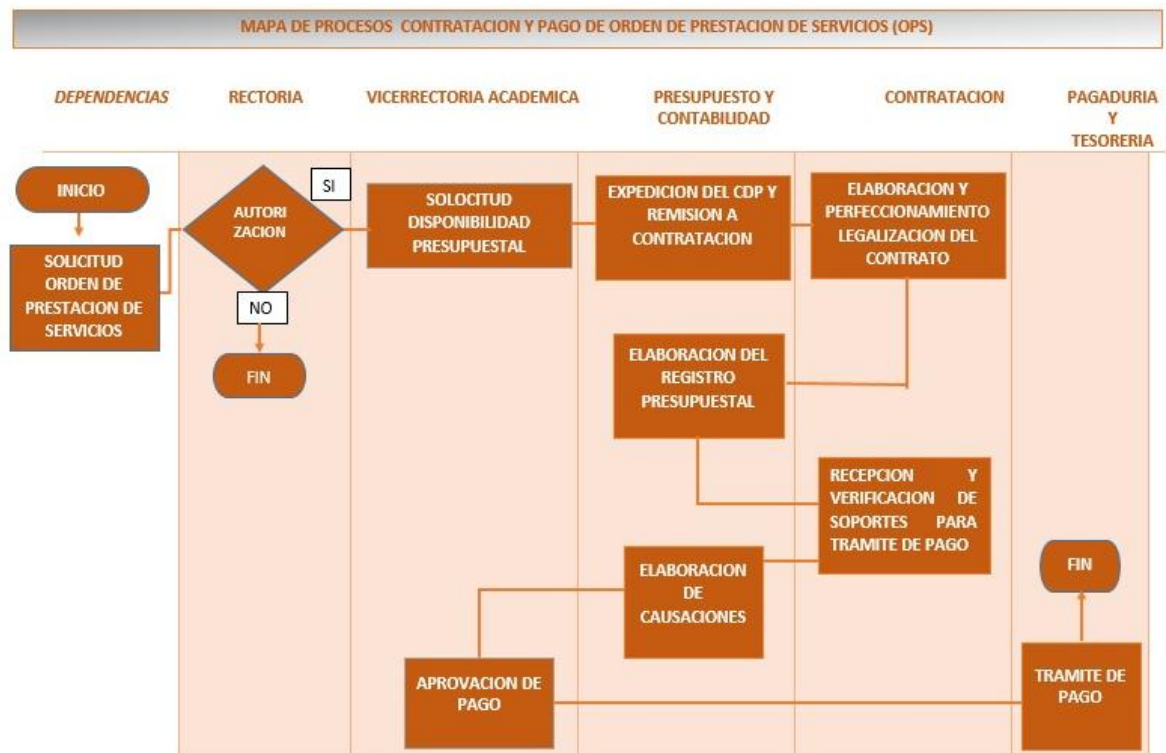 MAPA DE PROCESOS CONTRATACION Y PAGO DE ORDEN DE PRESTACION DE SERVICIOS (OPS)
DEPENDENCIAS
RECTORIA
VICERRECTORIA ACADEMICA
PRESUPUESTO Y
CONTABILIDAD
CONTRATACION
PAGADURIA
Y
TESORERIA
INICIO
SOLICITUD
ORDEN DE
PRESTACION DE
SERVICIOS
AUTORI
ZACION
SI
NO
FIN
SOLOCITUD
DISPONIBILIDAD
PRESUPUESTAL
EXPEDICION DEL CDP Y
REMISION A
CONTRATACION
ELABORACION Y
PERFECCIONAMIENTO
LEGALIZACION DEL
CONTRATO
ELABORACION DEL
REGISTRO
PRESUPUESTAL
RECEPCION Y
VERIFICACION DE
SOPORTES PARA
TRAMITE DE PAGO
ELABORACION
DE
CAUSACIONES
APROVACION DE
PAGO
TRAMITE DE
PAGO
FIN